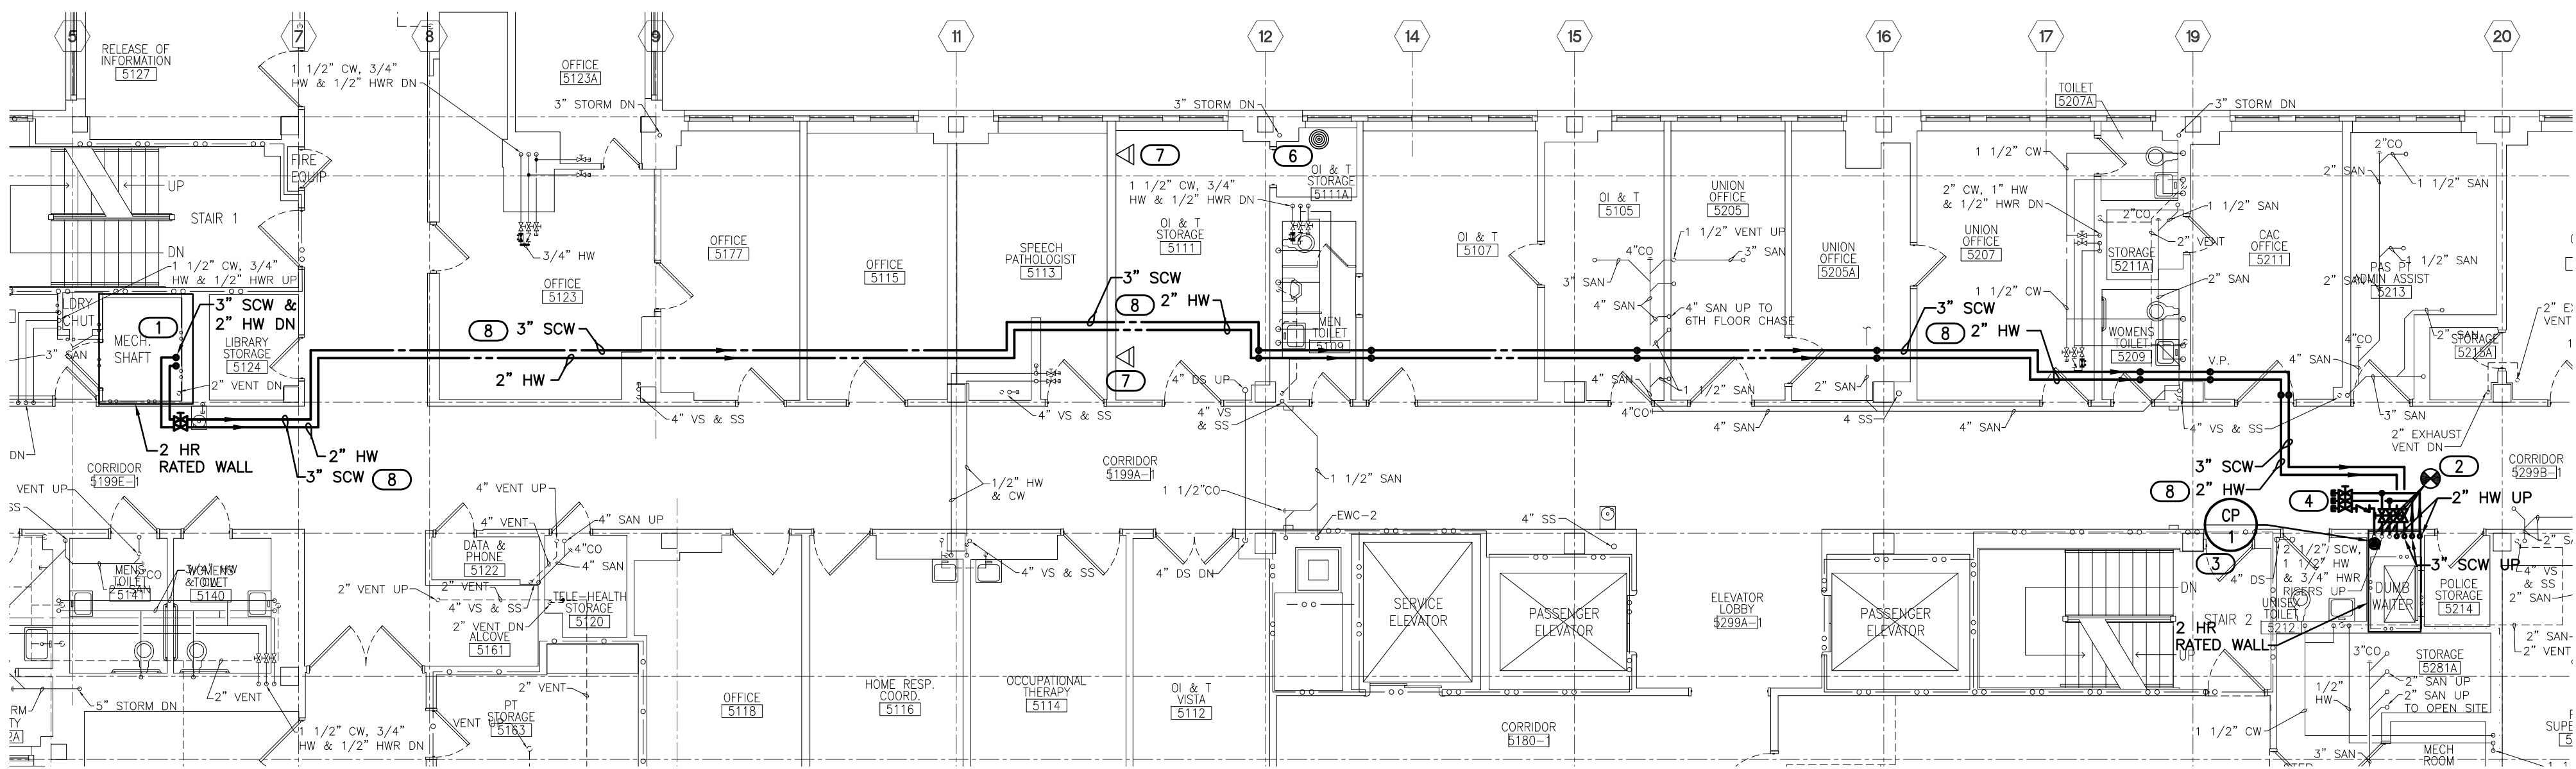 5
7
8
9
11
12
14
15
16
17
19
20
RELEASE OF
INFORMATION
5127
1 1/2" CW, 3/4"
HW & 1/2" HWR DN
OFFICE
5123A
3" STORM DN
3" STORM DN
TOILET
5207A
3" STORM DN
FIRE
EQUIP
UP
STAIR 1
DN
1 1/2" CW, 3/4"
HW & 1/2" HWR UP
7
6
OI & T
STORAGE
5111A
1 1/2" CW, 3/4"
HW & 1/2" HWR DN
OI & T
STORAGE
5111
OI & T
5105
UNION
OFFICE
5205
1 1/2" CW
2" CW, 1" HW
& 1/2" HWR DN
2"CO
2" SAN
1 1/2" SAN
2"CO
1 1/2" SAN
2" VENT
STORAGE
5211A
CAC
OFFICE
5211
3/4" HW
OFFICE
5123
OFFICE
5177
OFFICE
5115
SPEECH
PATHOLOGIST
5113
OI & T
5107
1 1/2" VENT UP
4"CO
3" SAN
3" SAN
4" SAN
4" SAN UP TO
6TH FLOOR CHASE
UNION
OFFICE
5205A
UNION
OFFICE
5207
1 1/2" CW
2" SAN
1 1/2" SAN
PAS PT
ADMIN ASSIST
5213
2" SAN
LDRY
CHUT
1
MECH.
SHAFT
3" SCW &
2" HW DN
LIBRARY
STORAGE
5124
3" SAN
2" VENT DN
8
3" SCW
2" HW
3" SCW
8
2" HW
7
MEN
TOILET
5109
3" SCW
8
2" HW
WOMENS
TOILET
5209
V.P.
4"CO
4" SAN
2" SAN
STORAGE
5215A
2" EX
VENT
4" VS & SS
4" VS & SS
4" DS UP
4" VS
& SS
4" SAN
1 1/2" SAN
4"CO
4" SAN
2" SAN
4 SS
4" SAN
4" VS & SS
3" SAN
2" EXHAUST
VENT DN
2 HR
RATED WALL
2" HW
3" SCW
8
DN
CORRIDOR
5199E-1
VENT UP
SS
CORRIDOR
5199A-1
1/2" HW
& CW
1 1/2" SAN
1 1/2"CO
EWC-2
3" SCW
8
2" HW
4
2
2" HW UP
CORRIDOR
5299B-1
4" VENT UP
4" VENT
4" SAN UP
4"CO
4" SAN
DATA &
PHONE
5122
2" VENT UP
2" VENT
4" VS & SS
2" VENT DN
TELE-HEALTH
STORAGE
5120
ALCOVE
5161
4" VS & SS
4" DS DN
4" SS
CP
1
3
4" DS
2 1/2" SCW,
1 1/2" HW
& 3/4" HWR
RISERS UP
3" SCW UP
DUMB
WAITER
POLICE
STORAGE
5214
4" VS
& SS
2" SAN
MENS
TOILET
5141
2"CO
2" SAN
3/4" HW
& CW
WOMENS
TOILET
5140
2" VENT
SERVICE
ELEVATOR
PASSENGER
ELEVATOR
ELEVATOR
LOBBY
5299A-1
PASSENGER
ELEVATOR
DN
STAIR 2
UP
UNISEX
TOILET
5212
2 HR
RATED WALL
2" SAN
2" VENT
5" STORM DN
1 1/2" CW, 3/4"
HW & 1/2" HWR DN
VENT UP
PT
STORAGE
5163
2" VENT
OFFICE
5118
HOME RESP.
COORD.
5116
OCCUPATIONAL
THERAPY
5114
OI & T
VISTA
5112
CORRIDOR
5180-1
3"CO
STORAGE
5281A
2" SAN UP
2" SAN UP
TO OPEN SITE
1/2"
HW
1 1/2" CW
3" SAN
MECH
ROOM